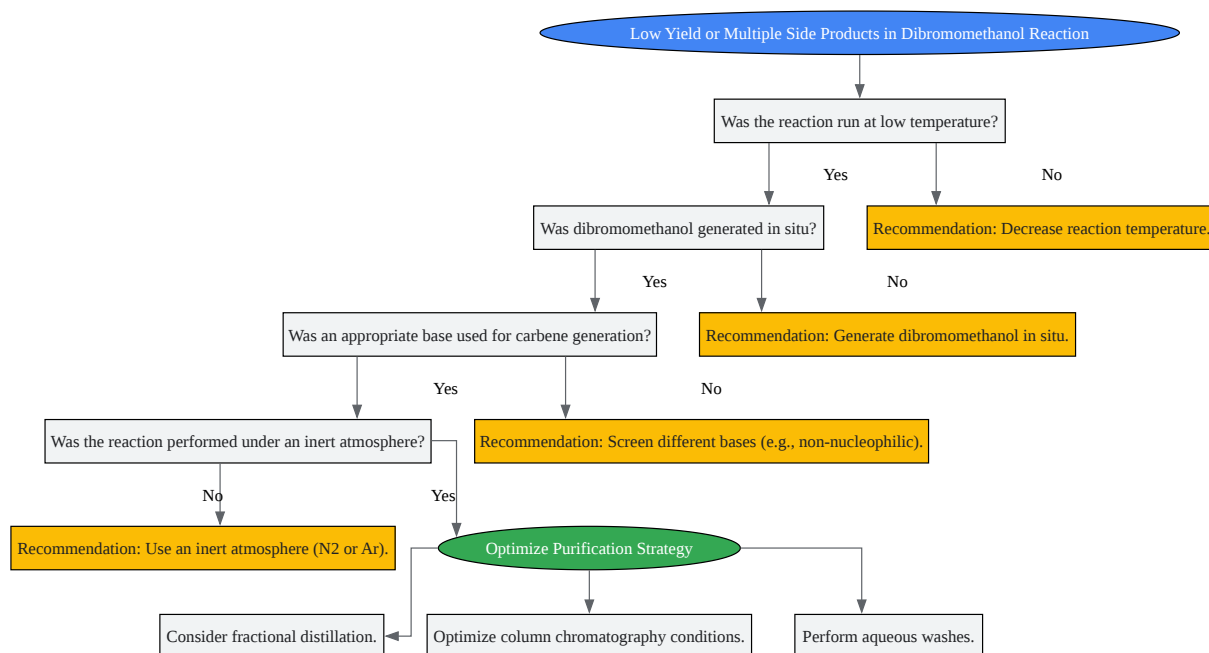 Low Yield or Multiple Side Products in Dibromomethanol Reaction
Was the reaction run at low temperature?
Yes
No
Was dibromomethanol generated in situ?
Recommendation: Decrease reaction temperature.
Yes
No
Was an appropriate base used for carbene generation?
Recommendation: Generate dibromomethanol in situ.
Yes
No
Was the reaction performed under an inert atmosphere?
Recommendation: Screen different bases (e.g., non-nucleophilic).
No
Yes
Recommendation: Use an inert atmosphere (N2 or Ar).
Optimize Purification Strategy
Consider fractional distillation.
Optimize column chromatography conditions.
Perform aqueous washes.